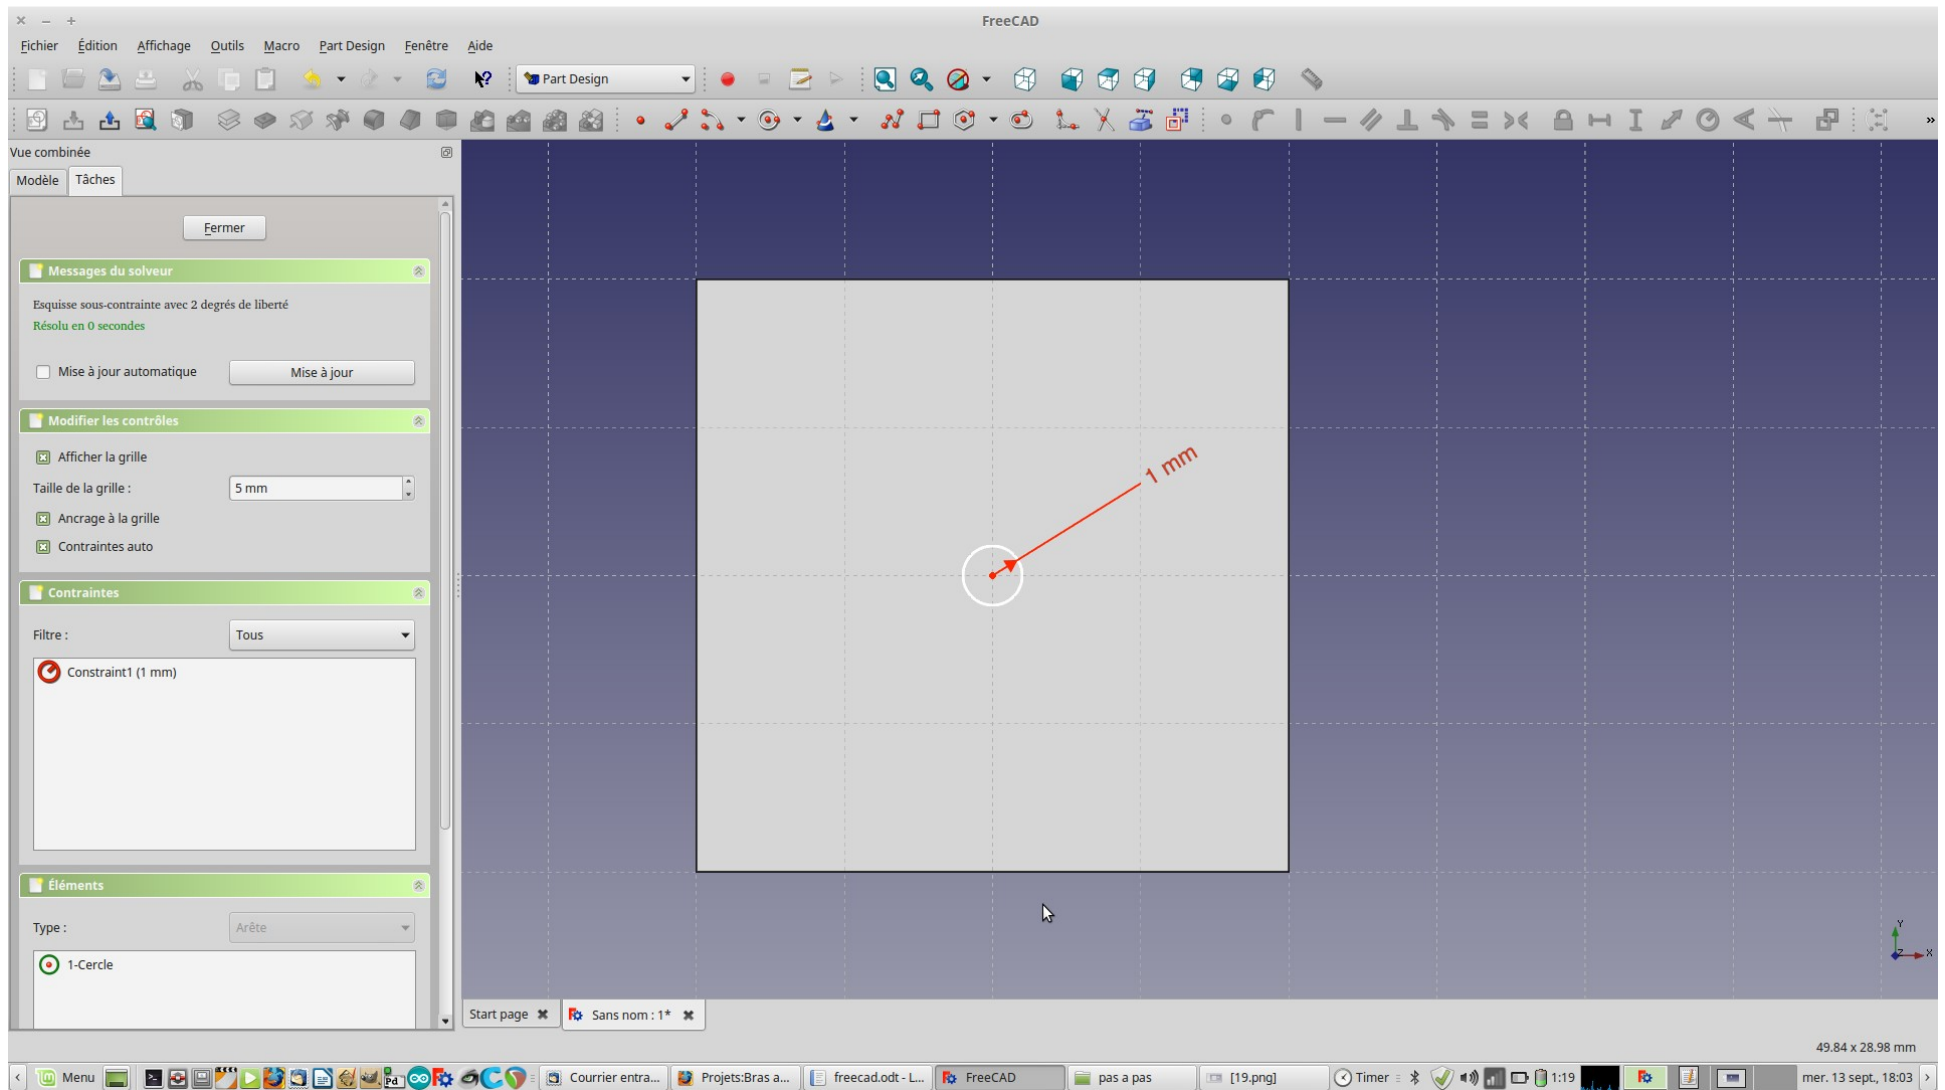 FreeCAD
Fichier Édition Affichage Outils Macro Part Design Fenêtre Aide
Part Design
Vue combinée
Modèle Tâches
Fermer
Messages du solveur
Esquisse sous-contrainte avec 2 degrés de liberté
Résolu en 0 secondes
Mise à jour automatique Mise à jour
Modifier les contrôles
Afficher la grille
Taille de la grille : 5 mm
Ancrage à la grille
Contraintes auto
Contraintes
Filtre : Tous
Constraint1 (1 mm)
Éléments
Type : Arête
1-Cercle
1 mm
Y
Z X
Start page Sans nom : 1*
49.84 x 28.98 mm
Menu Pd Courrier entra... Projets:Bras a... freecad.odt - L... FreeCAD pas a pas [19.png] Timer 1:19 mer. 13 sept., 18:03